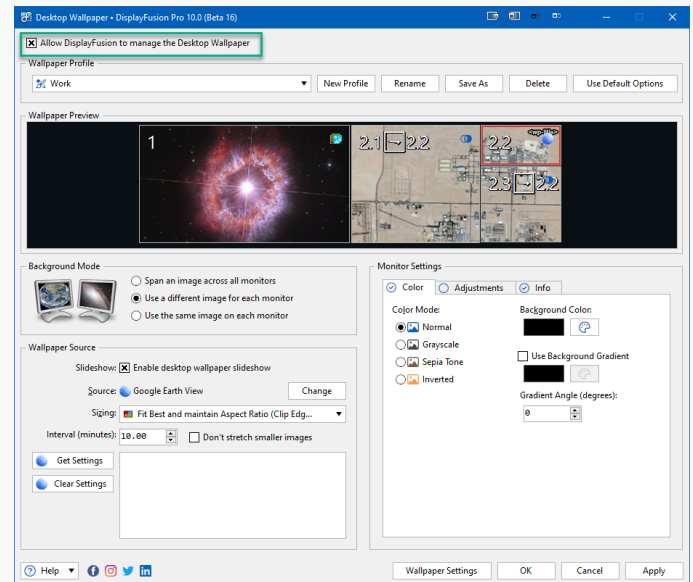 Desktop Wallpaper • DisplayFusion Pro 10.0 (Beta 16)
Allow DisplayFusion to manage the Desktop Wallpaper
Wallpaper Profile
Work New Profile Rename Save As Delete Use Default Options
Wallpaper Preview
1 2.1 2.2 2.2
2.3 2.2
Background Mode
Span an image across all monitors
Use a different image for each monitor
Use the same image on each monitor
Wallpaper Source
Slideshow: Enable desktop wallpaper slideshow
Source: Google Earth View Change
Sizing: Fit Best and maintain Aspect Ratio (Clip Edg...
Interval (minutes): 10.00 Don't stretch smaller images
Get Settings
Clear Settings
Monitor Settings
Color Adjustments Info
Color Mode: Background Color:
Normal
Grayscale
Sepia Tone Use Background Gradient
Inverted
Gradient Angle (degrees):
0
Help Wallpaper Settings OK Cancel Apply